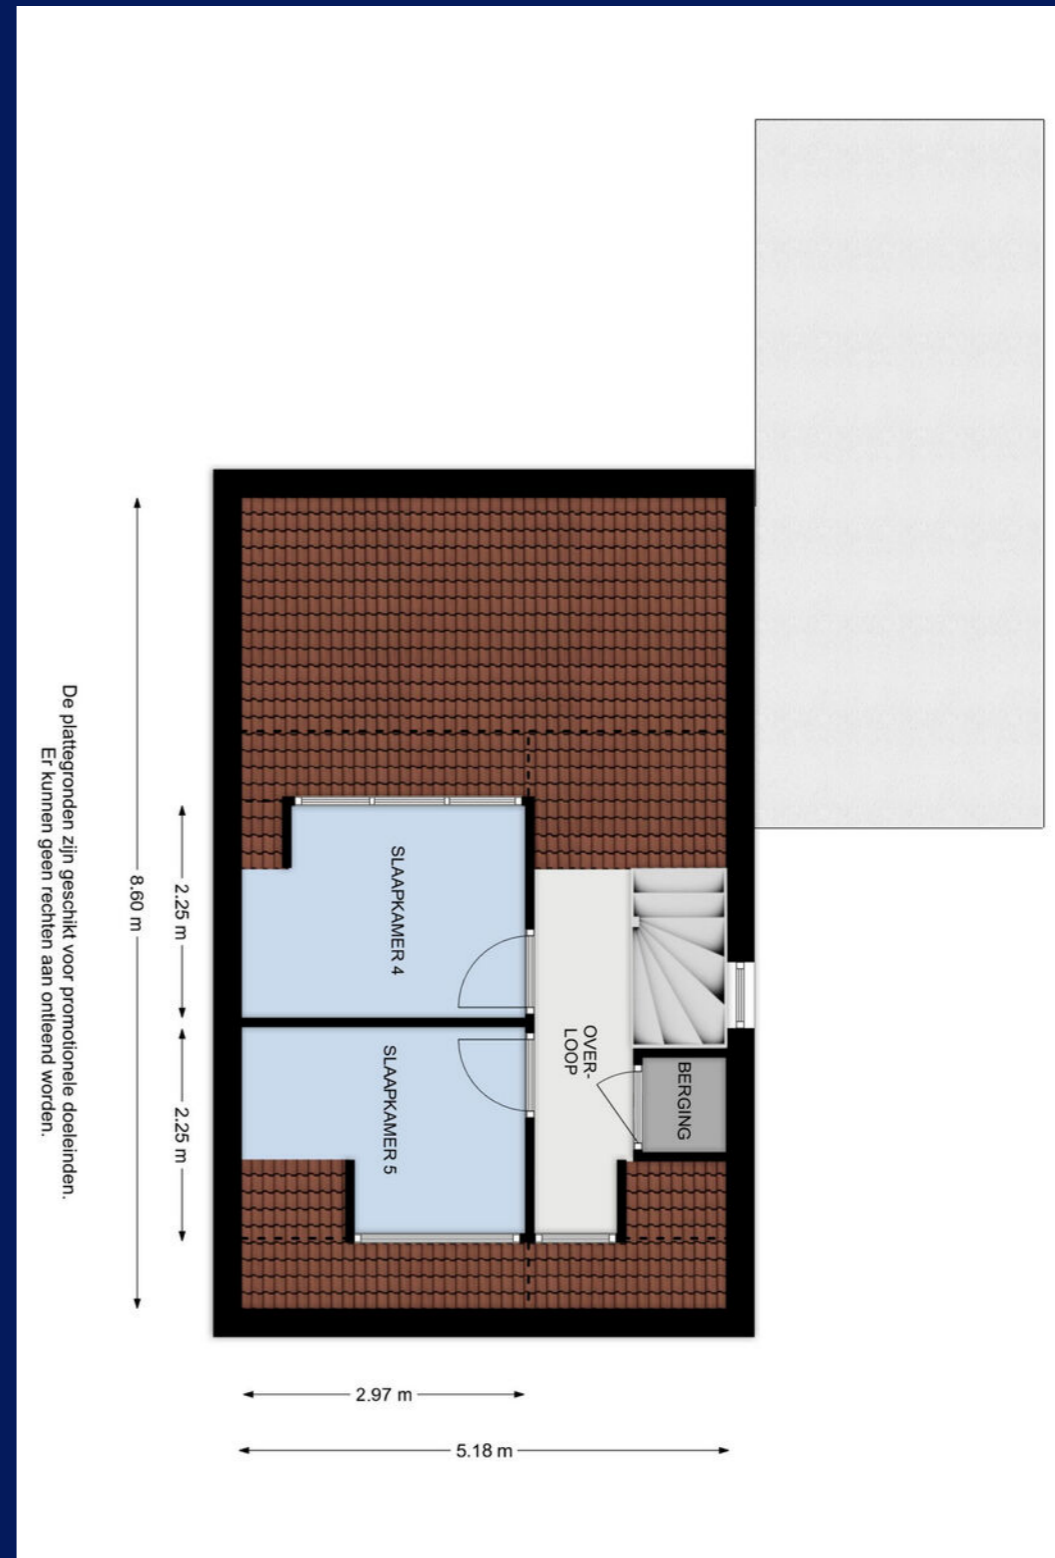 SLAAPKAMER 4
SLAAPKAMER 5
OVER-
LOOP
BERGING
8.60 m
2.25 m
2.25 m
2.97 m
5.18 m
De plattegronden zijn geschikt voor promotionele doeleinden.
Er kunnen geen rechten aan ontleend worden.